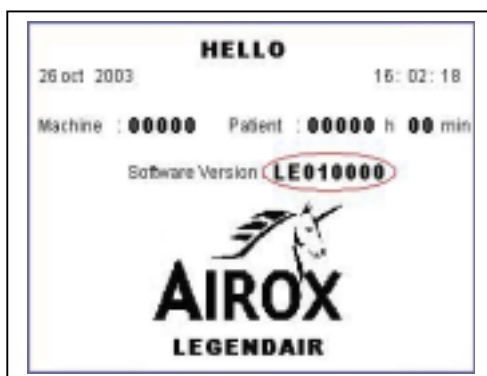 HELLO
26 oct 2003 16: 02: 18
Machine : 00000 Patient : 00000 h 00 min
Software Version LE010000
AIROX
LEGENDAIR